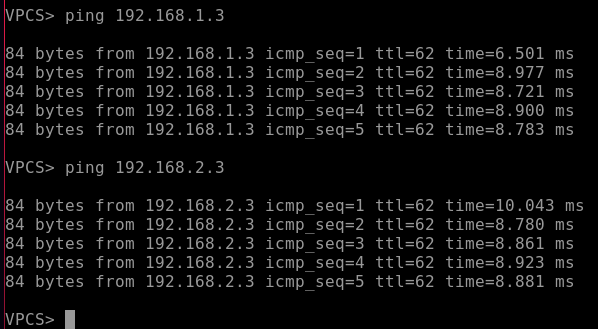 VPCS> ping 192.168.1.3
84 bytes from 192.168.1.3 icmp_seq=1 ttl=62 time=6.501 ms
84 bytes from 192.168.1.3 icmp_seq=2 ttl=62 time=8.977 ms
84 bytes from 192.168.1.3 icmp_seq=3 ttl=62 time=8.721 ms
84 bytes from 192.168.1.3 icmp_seq=4 ttl=62 time=8.900 ms
84 bytes from 192.168.1.3 icmp_seq=5 ttl=62 time=8.783 ms
VPCS> ping 192.168.2.3
84 bytes from 192.168.2.3 icmp_seq=1 ttl=62 time=10.043 ms
84 bytes from 192.168.2.3 icmp_seq=2 ttl=62 time=8.780 ms
84 bytes from 192.168.2.3 icmp_seq=3 ttl=62 time=8.861 ms
84 bytes from 192.168.2.3 icmp_seq=4 ttl=62 time=8.923 ms
84 bytes from 192.168.2.3 icmp_seq=5 ttl=62 time=8.881 ms
VPCS>